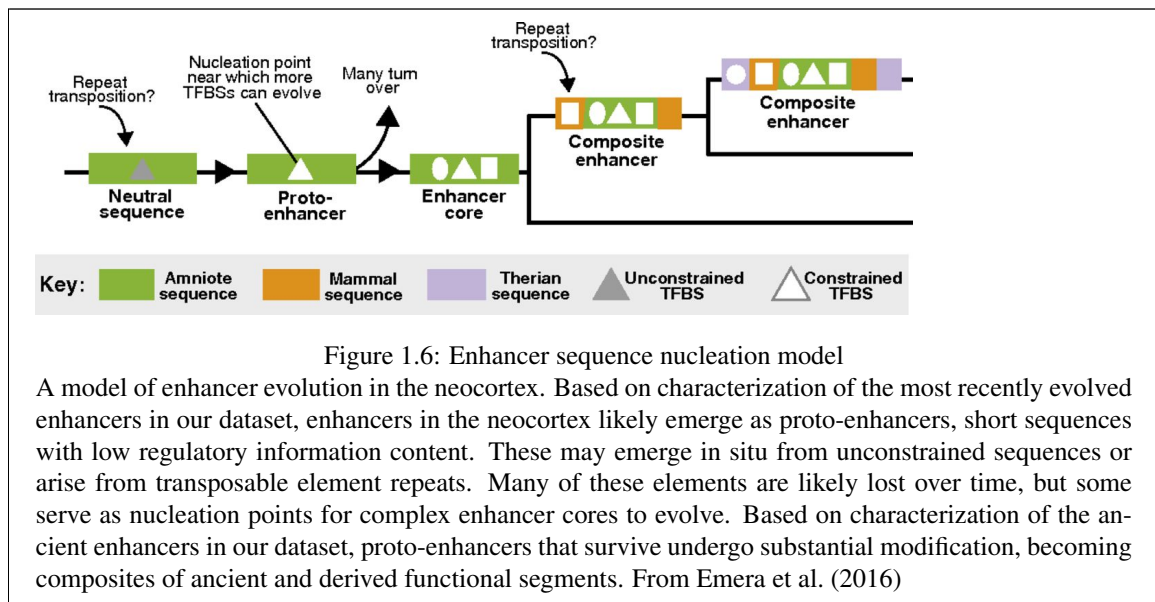 Repeat
transposition?
Nucleation point
near which more
TFBSs can evolve
Many turn
over
Repeat
transposition?
Neutral
sequence
Proto-
enhancer
Enhancer
core
Composite
enhancer
Composite
enhancer
Key:
Amniote
sequence
Mammal
sequence
Therian
sequence
Unconstrained
TFBS
Constrained
TFBS
Figure 1.6: Enhancer sequence nucleation model
A model of enhancer evolution in the neocortex. Based on characterization of the most recently evolved
enhancers in our dataset, enhancers in the neocortex likely emerge as proto-enhancers, short sequences
with low regulatory information content. These may emerge in situ from unconstrained sequences or
arise from transposable element repeats. Many of these elements are likely lost over time, but some
serve as nucleation points for complex enhancer cores to evolve. Based on characterization of the an-
cient enhancers in our dataset, proto-enhancers that survive undergo substantial modification, becoming
composites of ancient and derived functional segments. From Emera et al. (2016)